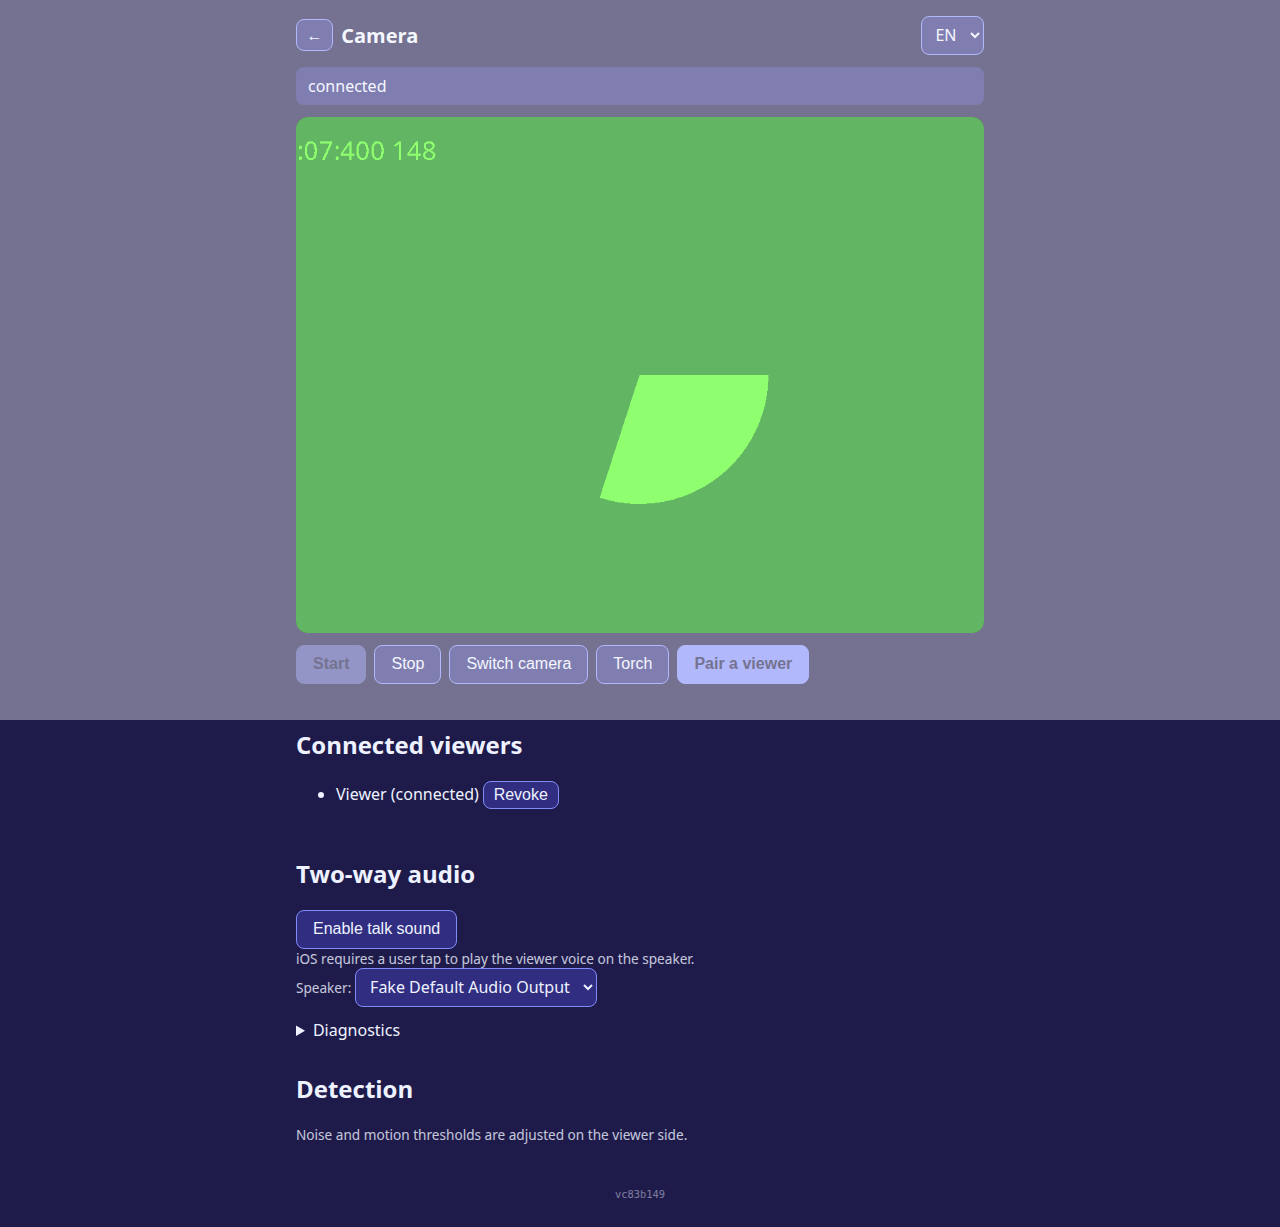 ← Camera EN
connected
:07:400 148
Start Stop Switch camera Torch Pair a viewer
Connected viewers
Viewer (connected) Revoke
Two-way audio
Enable talk sound
iOS requires a user tap to play the viewer voice on the speaker.
Speaker: Fake Default Audio Output
Diagnostics
Detection
Noise and motion thresholds are adjusted on the viewer side.
vc83b149